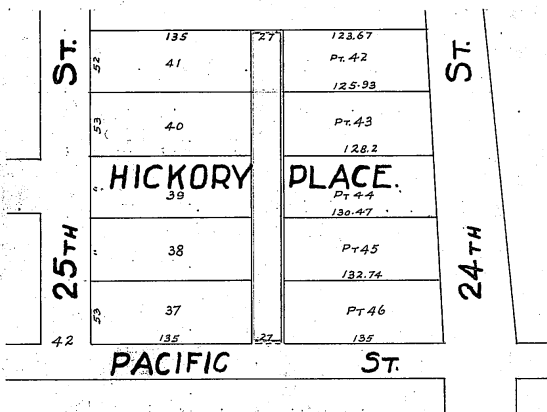 135 27 123.67
ST. 52 41 PT. 42 ST.
125.93
53 40 PT. 43
128.2
HICKORY PLACE.
" 39 PT 44
130.47
25TH " 38 PT 45 24TH
132.74
53 37 PT 46
42 135 27 135
PACIFIC ST.